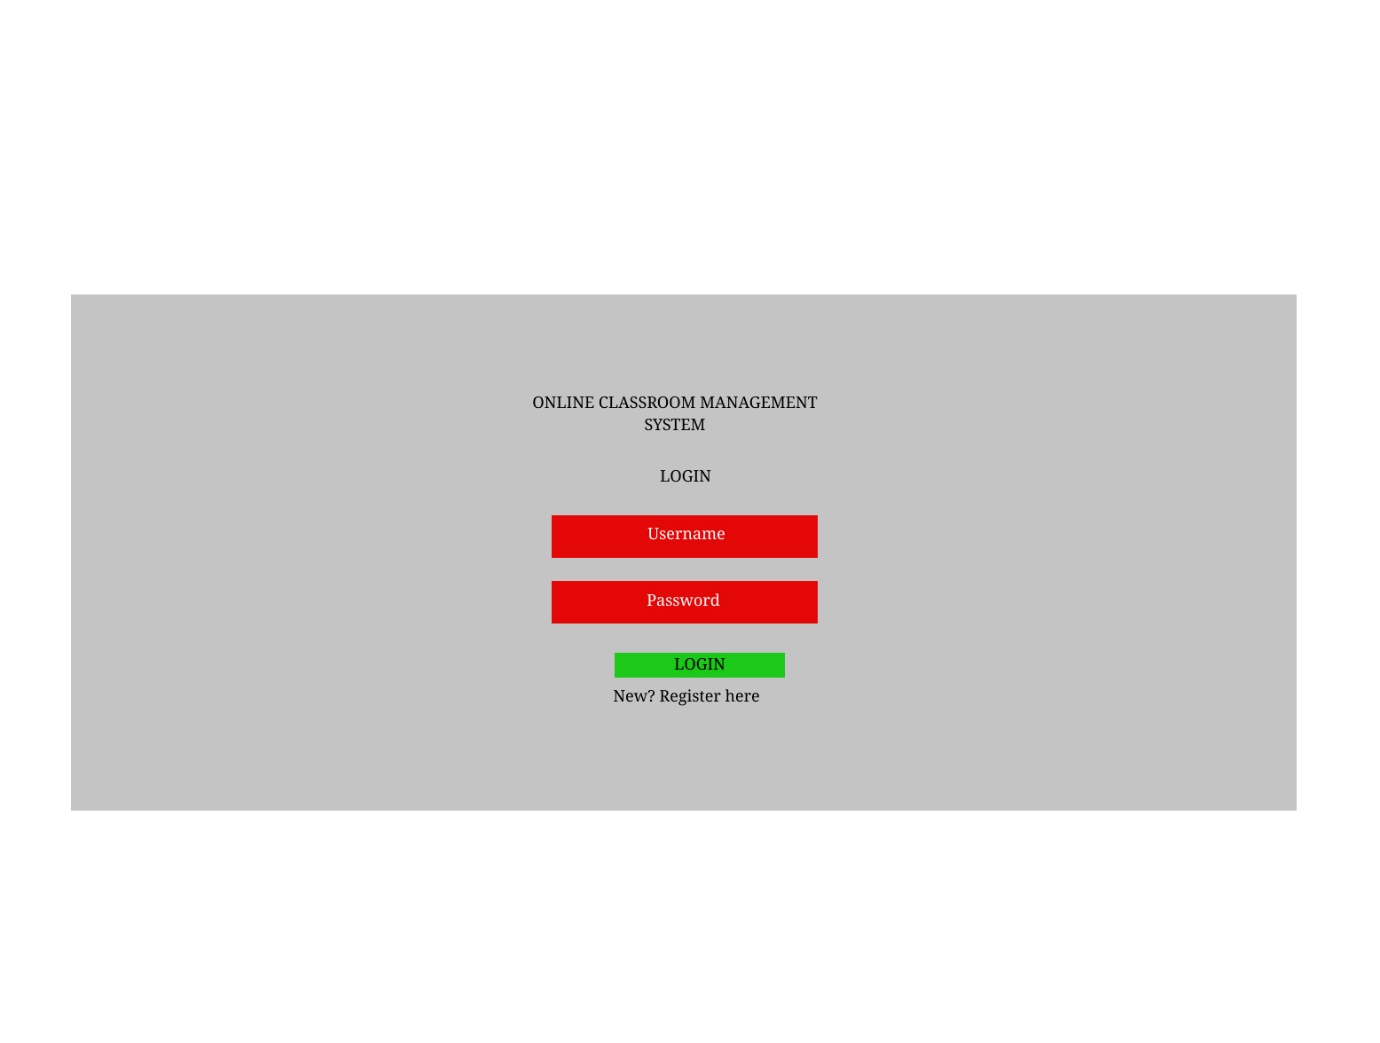 ONLINE CLASSROOM MANAGEMENT
SYSTEM
LOGIN
Username
Password
LOGIN
New? Register here